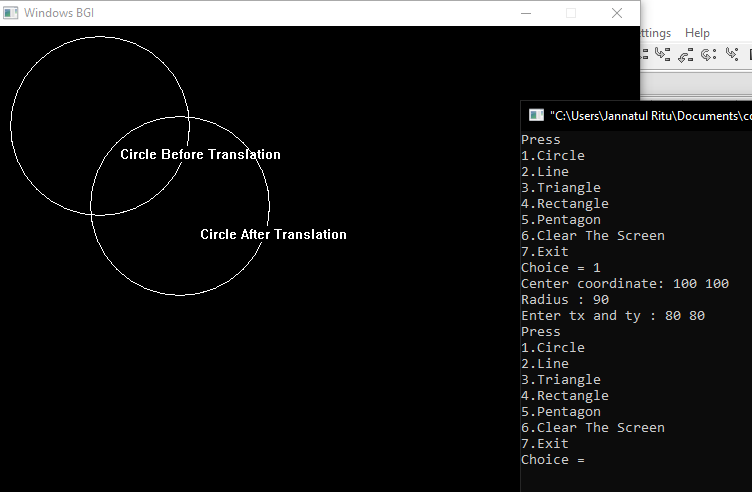 Windows BGI
Circle Before Translation
Circle After Translation
Help
"C:\Users\Jannatul Ritu\Documents\
Press
1.Circle
2.Line
3.Triangle
4.Rectangle
5.Pentagon
6.Clear The Screen
7.Exit
Choice = 1
Center coordinate: 100 100
Radius : 90
Enter tx and ty : 80 80
Press
1.Circle
2.Line
3.Triangle
4.Rectangle
5.Pentagon
6.Clear The Screen
7.Exit
Choice =